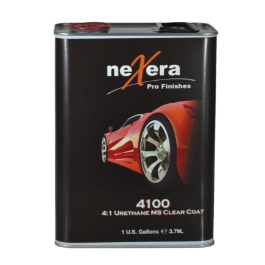 neXera
Pro Finishes
4100
4:1 URETHANE MS CLEAR COAT
1 U.S. Gallons e 3.79L